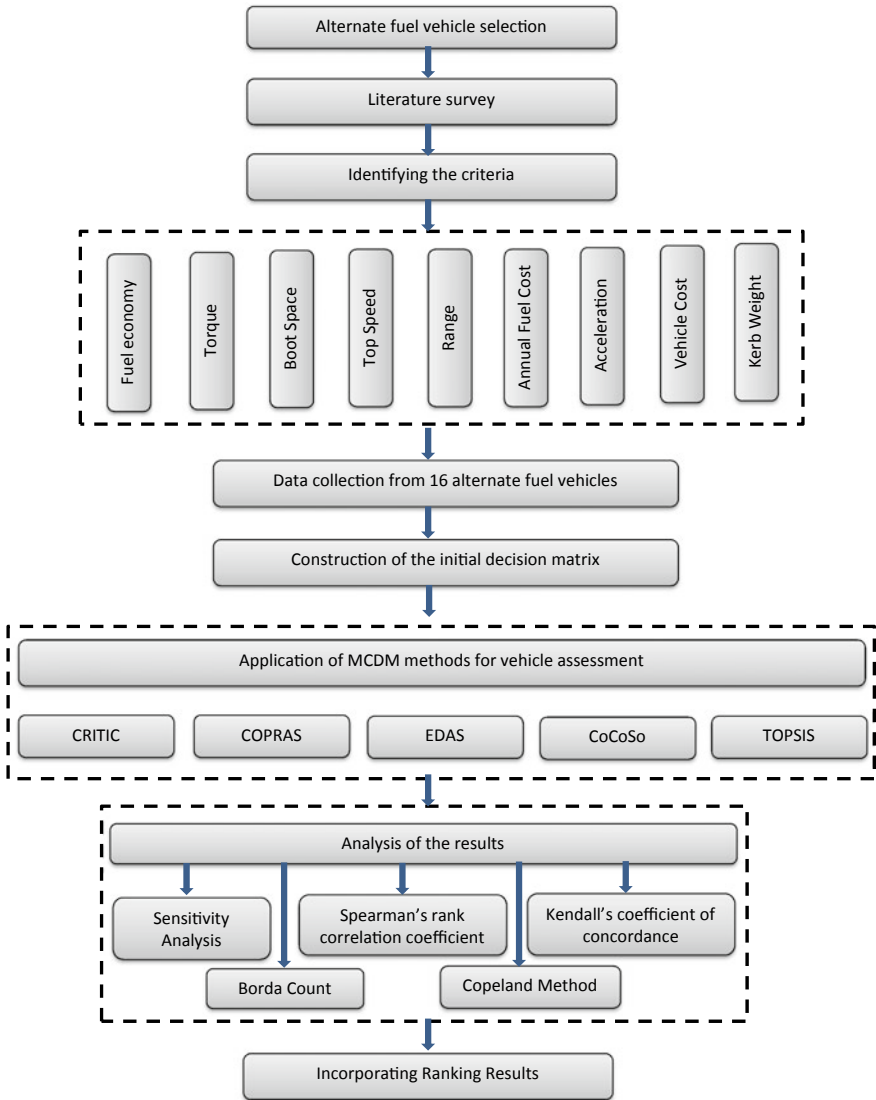 Alternate fuel vehicle selection
Literature survey
Identifying the criteria
Fuel economy
Torque
Boot Space
Top Speed
Range
Annual Fuel Cost
Acceleration
Vehicle Cost
Kerb Weight
Data collection from 16 alternate fuel vehicles
Construction of the initial decision matrix
Application of MCDM methods for vehicle assessment
CRITIC
COPRAS
EDAS
CoCoSo
TOPSIS
Analysis of the results
Sensitivity
Analysis
Spearman's rank
correlation coefficient
Kendall's coefficient of
concordance
Borda Count
Copeland Method
Incorporating Ranking Results